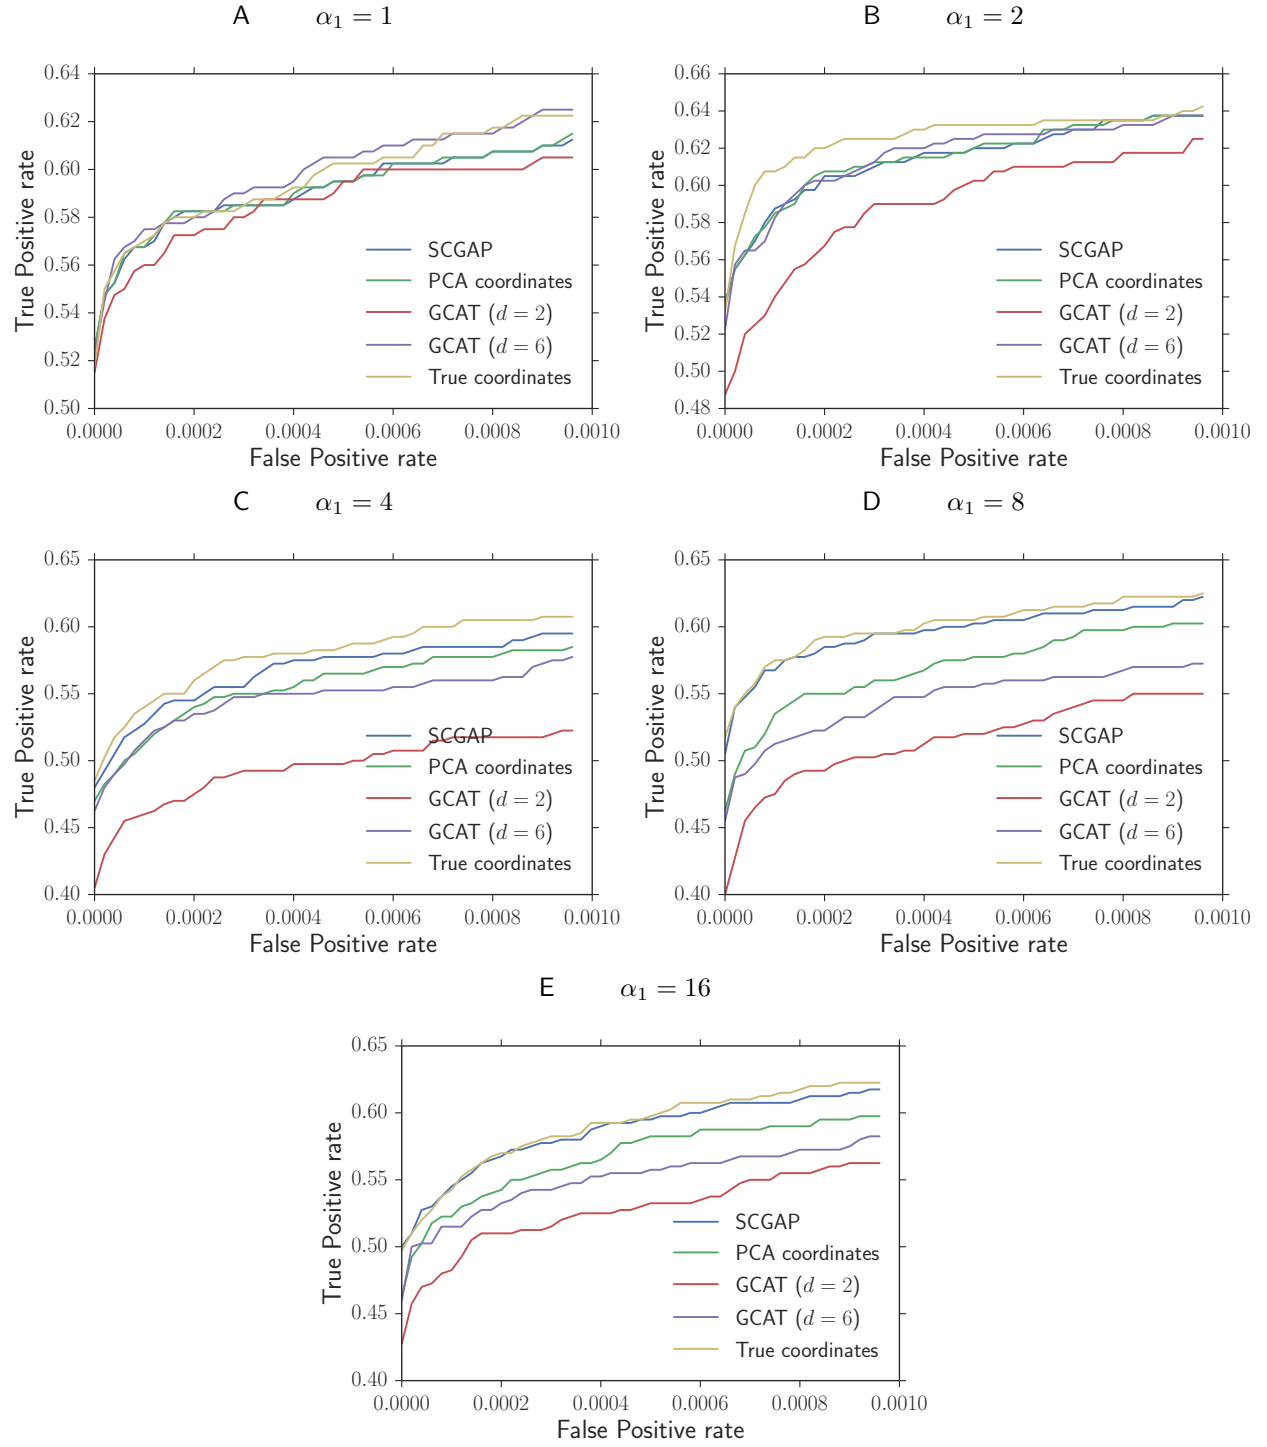 A α₁ = 1
0.64
0.62
0.60
0.58
0.56
0.54
0.52
0.50
True Positive rate
SCGAP
PCA coordinates
GCAT (d = 2)
GCAT (d = 6)
True coordinates
0.0000 0.0002 0.0004 0.0006 0.0008 0.0010
False Positive rate
B α₁ = 2
0.66
0.64
0.62
0.60
0.58
0.56
0.54
0.52
0.50
0.48
True Positive rate
SCGAP
PCA coordinates
GCAT (d = 2)
GCAT (d = 6)
True coordinates
0.0000 0.0002 0.0004 0.0006 0.0008 0.0010
False Positive rate
C α₁ = 4
0.65
0.60
0.55
0.50
0.45
0.40
True Positive rate
SCGAP
PCA coordinates
GCAT (d = 2)
GCAT (d = 6)
True coordinates
0.0000 0.0002 0.0004 0.0006 0.0008 0.0010
False Positive rate
D α₁ = 8
0.65
0.60
0.55
0.50
0.45
0.40
True Positive rate
SCGAP
PCA coordinates
GCAT (d = 2)
GCAT (d = 6)
True coordinates
0.0000 0.0002 0.0004 0.0006 0.0008 0.0010
False Positive rate
E α₁ = 16
0.65
0.60
0.55
0.50
0.45
0.40
True Positive rate
SCGAP
PCA coordinates
GCAT (d = 2)
GCAT (d = 6)
True coordinates
0.0000 0.0002 0.0004 0.0006 0.0008 0.0010
False Positive rate